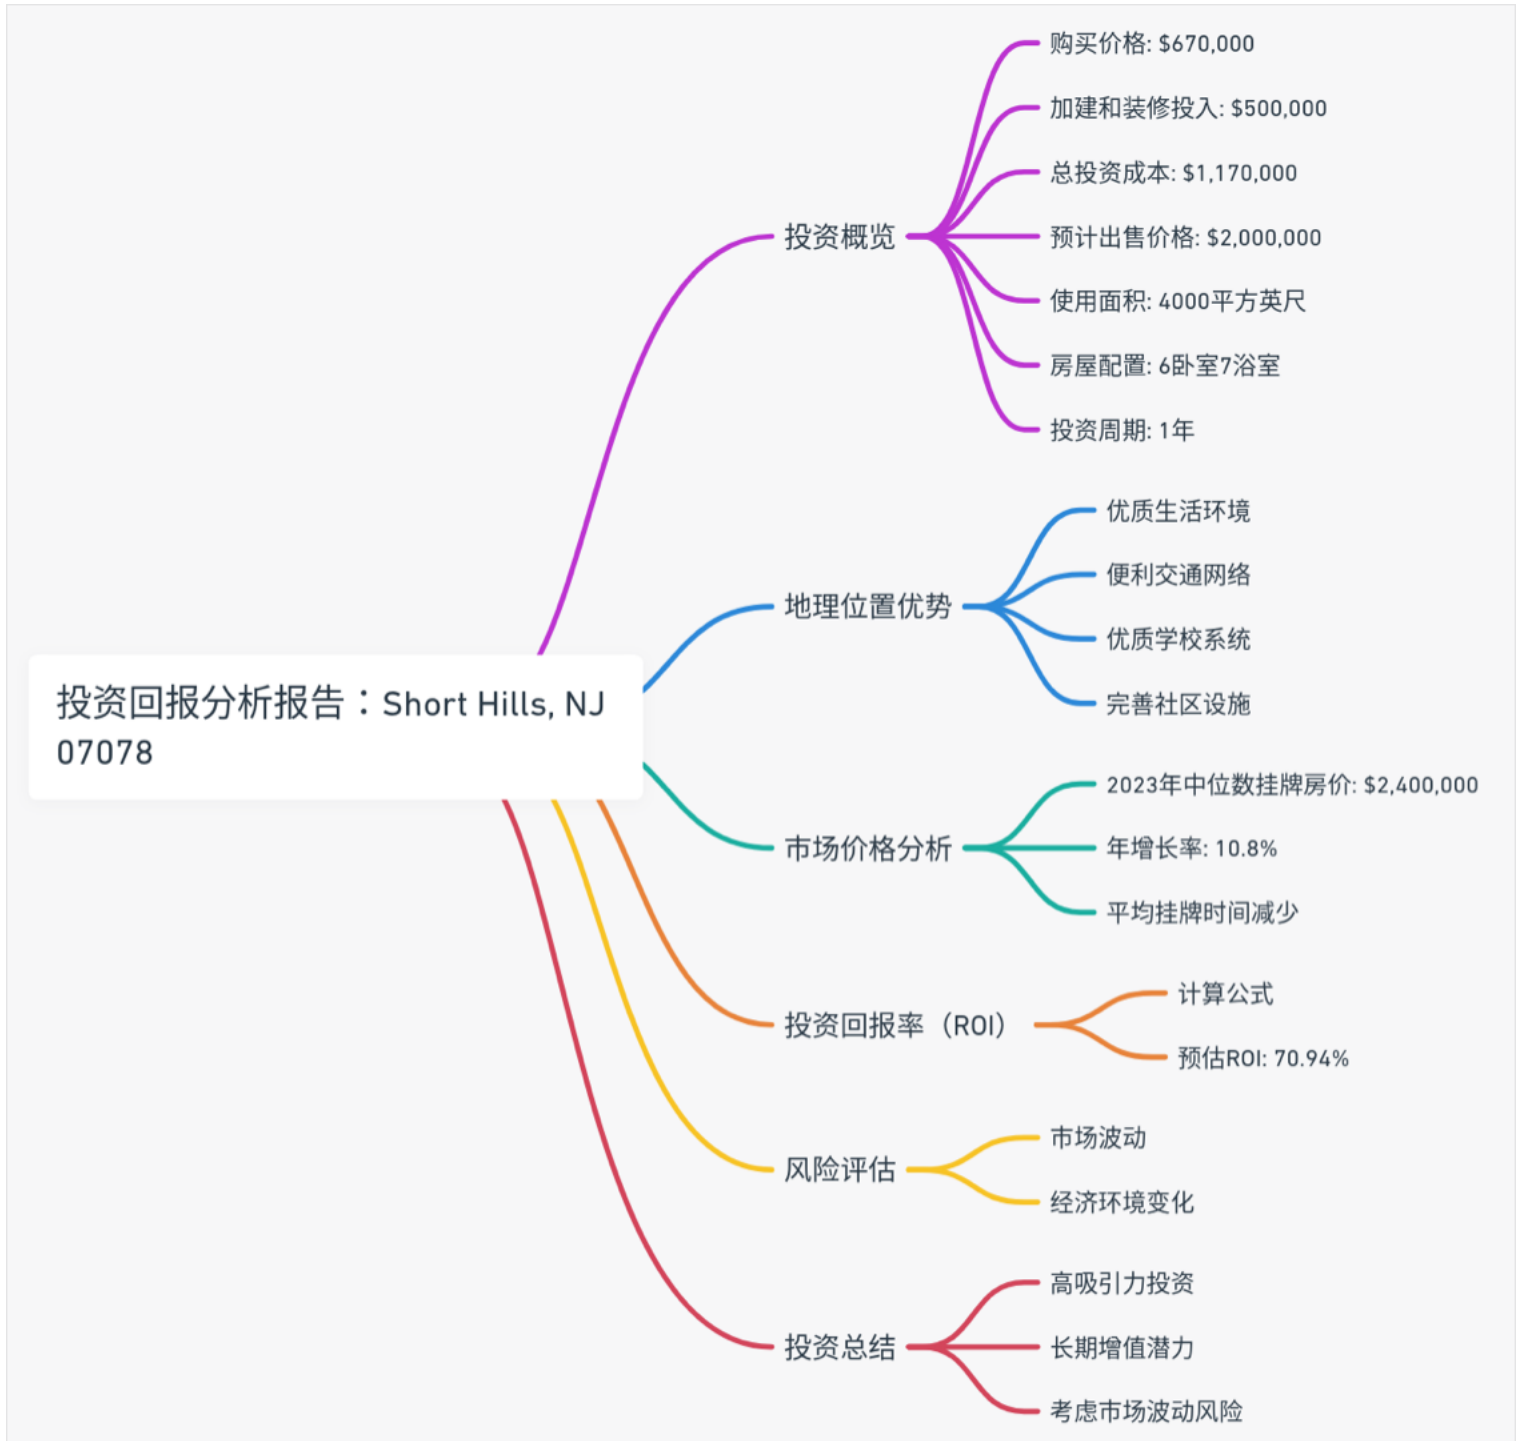 投资回报分析报告：Short Hills, NJ
07078
投资概览
购买价格: $670,000
加建和装修投入: $500,000
总投资成本: $1,170,000
预计出售价格: $2,000,000
使用面积: 4000平方英尺
房屋配置: 6卧室7浴室
投资周期: 1年
地理位置优势
优质生活环境
便利交通网络
优质学校系统
完善社区设施
市场价格分析
2023年中位数挂牌房价: $2,400,000
年增长率: 10.8%
平均挂牌时间减少
投资回报率（ROI）
计算公式
预估ROI: 70.94%
风险评估
市场波动
经济环境变化
投资总结
高吸引力投资
长期增值潜力
考虑市场波动风险